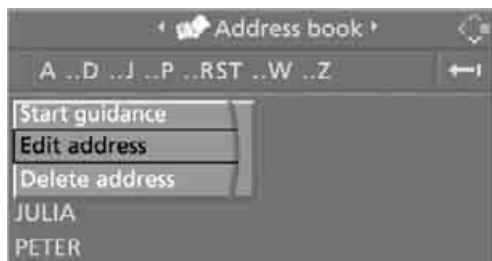 Address book
A ..D ..J ..P ..RST ..W ..Z
Start guidance
Edit address
Delete address
JULIA
PETER